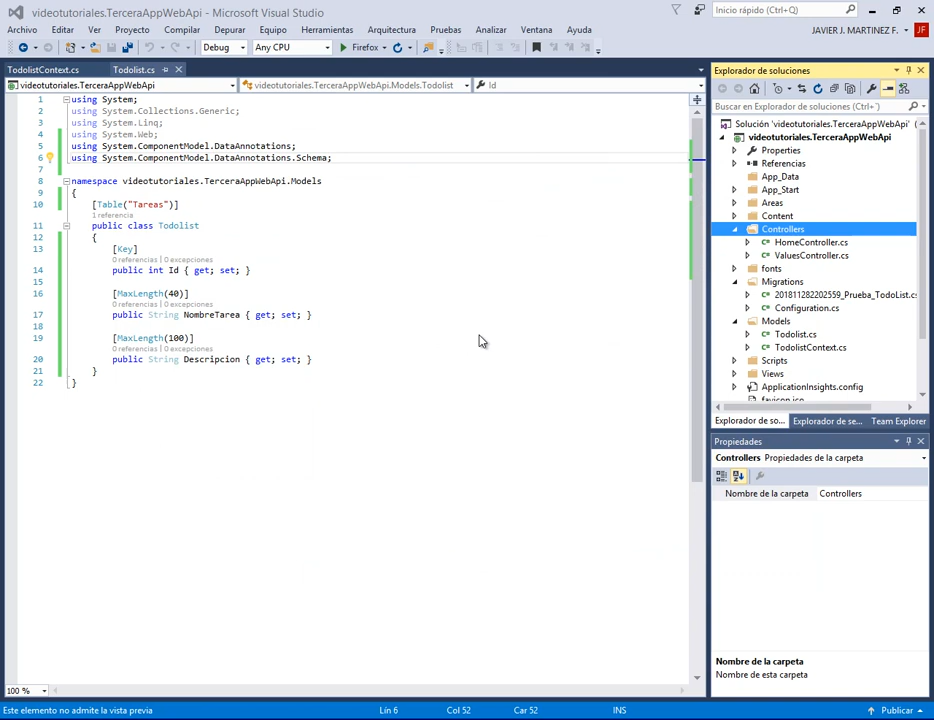 videotutoriales.TerceraAppWebApi - Microsoft Visual Studio
Inicio rápido (Ctrl+Q)
Archivo Editar Ver Proyecto Compilar Depurar Equipo Herramientas Arquitectura Pruebas Analizar Ventana Ayuda
JAVIER J. MARTINEZ F. JF
Debug Any CPU Firefox
TodolistContext.cs Todolist.cs
videotutoriales.TerceraAppWebApi videotutoriales.TerceraAppWebApi.Models.Todolist Id
1 using System;
2 using System.Collections.Generic;
3 using System.Linq;
4 using System.Web;
5 using System.ComponentModel.DataAnnotations;
6 using System.ComponentModel.DataAnnotations.Schema;
7
8 namespace videotutoriales.TerceraAppWebApi.Models
9 {
10 [Table("Tareas")]
1 referencia
11 public class Todolist
12 {
13 [Key]
0 referencias | 0 excepciones
14 public int Id { get; set; }
15
16 [MaxLength(40)]
0 referencias | 0 excepciones
17 public String NombreTarea { get; set; }
18
19 [MaxLength(100)]
0 referencias | 0 excepciones
20 public String Descripcion { get; set; }
21 }
22 }
100 %
Explorador de soluciones
Buscar en Explorador de soluciones (Ctrl+´)
Solución 'videotutoriales.TerceraAppWebApi'
videotutoriales.TerceraAppWebApi
Properties
Referencias
App_Data
App_Start
Areas
Content
Controllers
HomeController.cs
ValuesController.cs
fonts
Migrations
201811282202559_Prueba_TodoList.cs
Configuration.cs
Models
Todolist.cs
TodolistContext.cs
Scripts
Views
ApplicationInsights.config
favicon.ico
Explorador de so... Explorador de se... Team Explorer
Propiedades
Controllers Propiedades de la carpeta
Nombre de la carpeta Controllers
Nombre de la carpeta
Nombre de esta carpeta
Este elemento no admite la vista previa Lín 6 Col 52 Car 52 INS Publicar